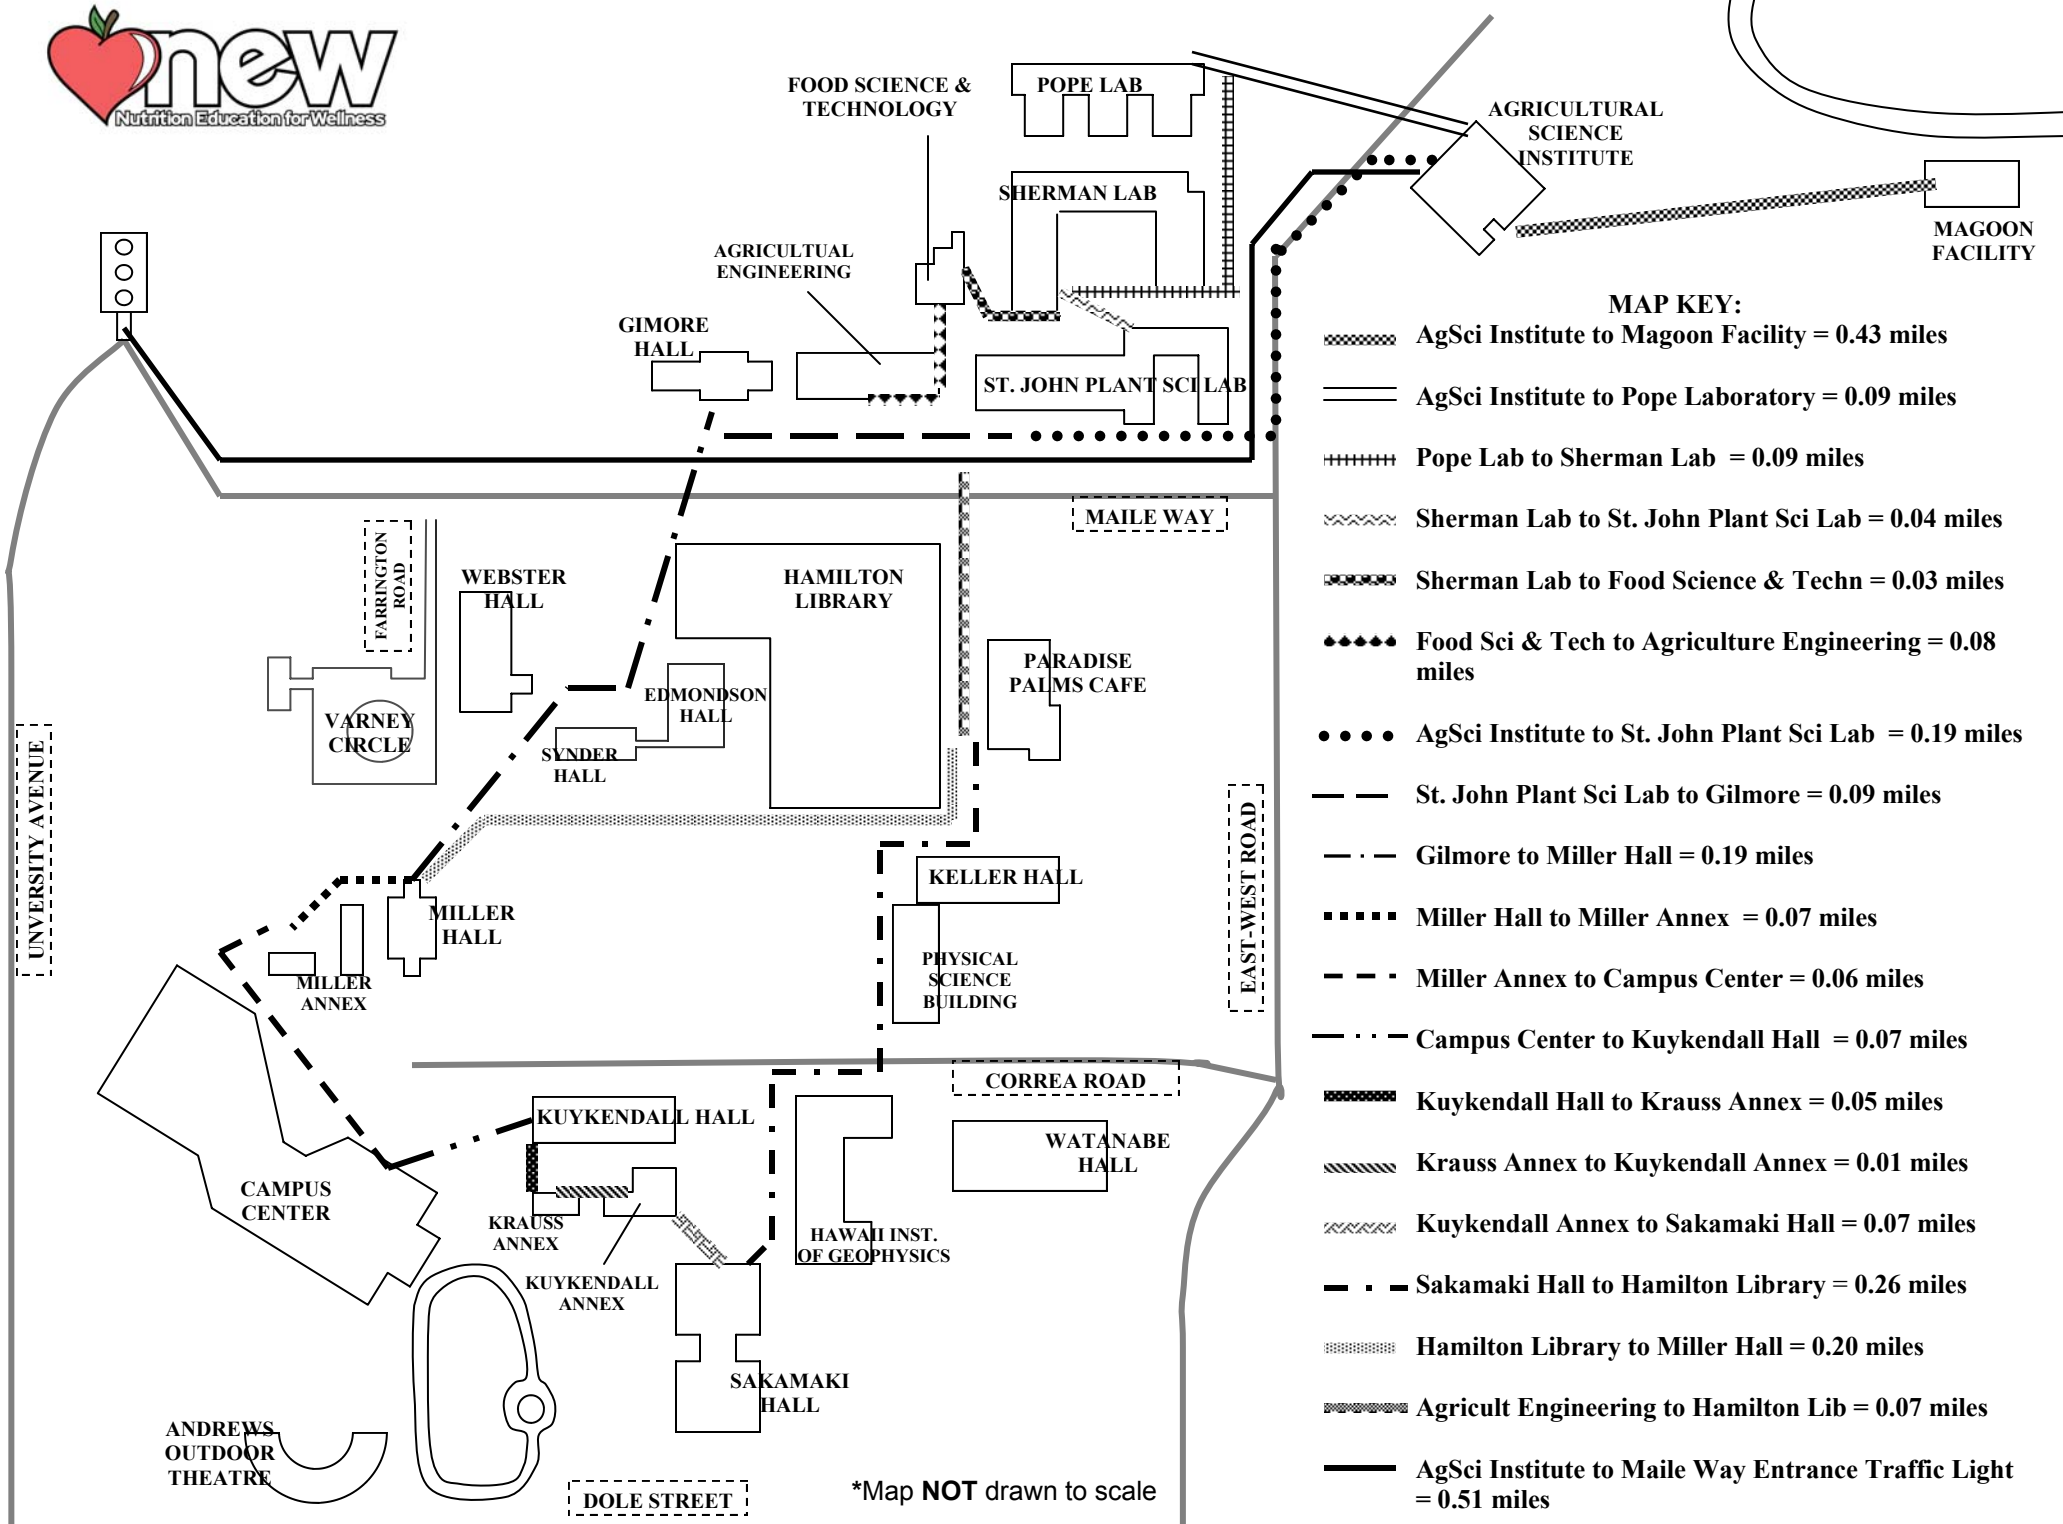 new
Nutrition Education for Wellness
FOOD SCIENCE &
TECHNOLOGY
POPE LAB
AGRICULTURAL
SCIENCE
INSTITUTE
SHERMAN LAB
AGRICULTUAL
ENGINEERING
MAGOON
FACILITY
GIMORE
HALL
ST. JOHN PLANT SCI LAB
MAILE WAY
FARRINGTON
ROAD
WEBSTER
HALL
HAMILTON
LIBRARY
PARADISE
PALMS CAFE
EDMONDSON
HALL
VARNEY
CIRCLE
SYNDER
HALL
UNVERSITY AVENUE
EAST-WEST ROAD
KELLER HALL
MILLER
HALL
MILLER
ANNEX
PHYSICAL
SCIENCE
BUILDING
CORREA ROAD
KUYKENDALL HALL
WATANABE
HALL
CAMPUS
CENTER
KRAUSS
ANNEX
HAWAII INST.
OF GEOPHYSICS
KUYKENDALL
ANNEX
SAKAMAKI
HALL
ANDREWS
OUTDOOR
THEATRE
DOLE STREET
*Map NOT drawn to scale
MAP KEY:
AgSci Institute to Magoon Facility = 0.43 miles
AgSci Institute to Pope Laboratory = 0.09 miles
Pope Lab to Sherman Lab = 0.09 miles
Sherman Lab to St. John Plant Sci Lab = 0.04 miles
Sherman Lab to Food Science & Techn = 0.03 miles
Food Sci & Tech to Agriculture Engineering = 0.08
miles
AgSci Institute to St. John Plant Sci Lab = 0.19 miles
St. John Plant Sci Lab to Gilmore = 0.09 miles
Gilmore to Miller Hall = 0.19 miles
Miller Hall to Miller Annex = 0.07 miles
Miller Annex to Campus Center = 0.06 miles
Campus Center to Kuykendall Hall = 0.07 miles
Kuykendall Hall to Krauss Annex = 0.05 miles
Krauss Annex to Kuykendall Annex = 0.01 miles
Kuykendall Annex to Sakamaki Hall = 0.07 miles
Sakamaki Hall to Hamilton Library = 0.26 miles
Hamilton Library to Miller Hall = 0.20 miles
Agricult Engineering to Hamilton Lib = 0.07 miles
AgSci Institute to Maile Way Entrance Traffic Light
= 0.51 miles